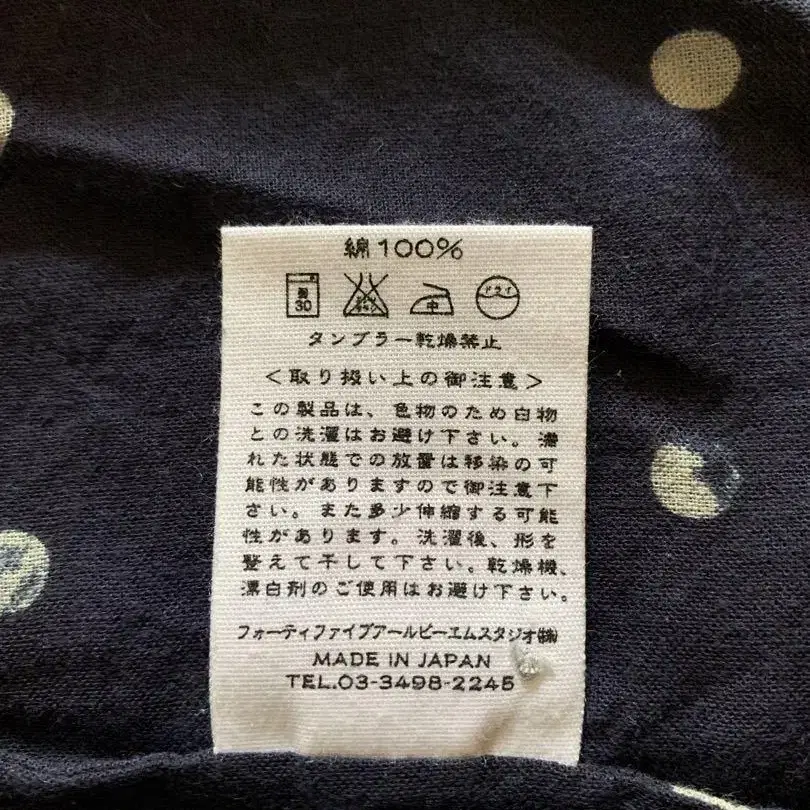 綿100%
弱
30
中
ドライ
タンブラー乾燥禁止
<取り扱い上の御注意>
この製品は、色物のため白物
との洗濯はお避け下さい。濡
れた状態での放置は移染の可
能性がありますので御注意下
さい。また多少伸縮する可能
性があります。洗濯後、形を
整えて干して下さい。乾燥機、
漂白剤のご使用はお避け下さい。
フォーティファイブアールピーエムスタジオ㈱
MADE IN JAPAN
TEL.03-3498-2245